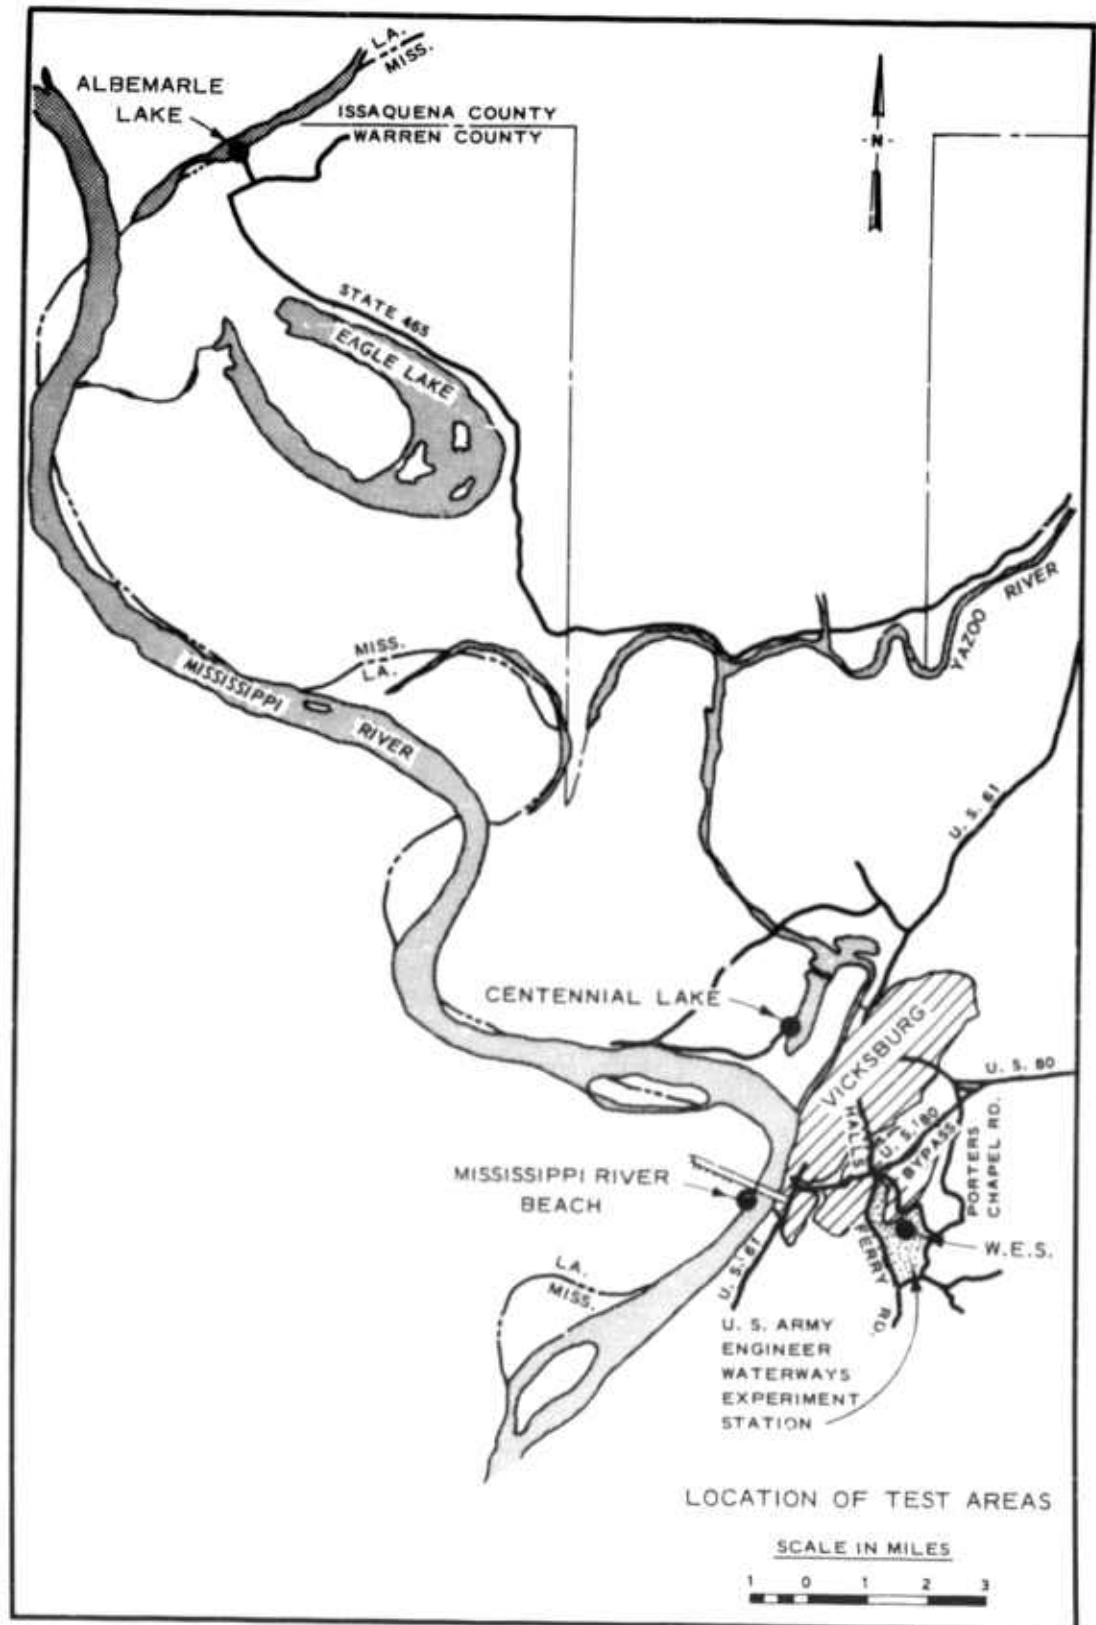 LA.
MISS.
ALBEMARLE
LAKE
ISSAQUENA COUNTY
WARREN COUNTY
N
STATE 465
EAGLE LAKE
YAZOO RIVER
MISS.
LA.
MISSISSIPPI RIVER
U. S. 61
CENTENNIAL LAKE
VICKSBURG
U. S. 80
HALLS FERRY RD.
U. S. 80
BYPASS
PORTERS
CHAPEL RD.
MISSISSIPPI RIVER
BEACH
W.E.S.
LA.
MISS.
U. S. 61
U. S. ARMY
ENGINEER
WATERWAYS
EXPERIMENT
STATION
LOCATION OF TEST AREAS
SCALE IN MILES
1 0 1 2 3